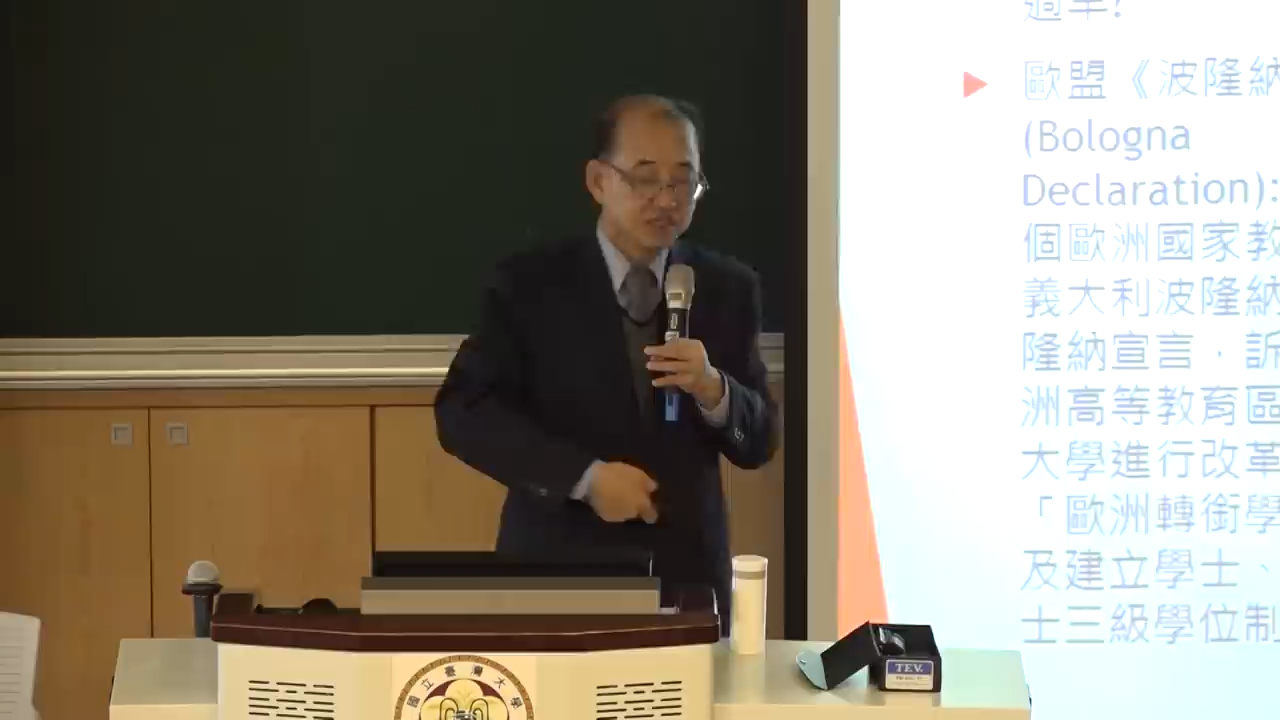 過半?
歐盟《波隆納
(Bologna
Declaration):
個歐洲國家教
義大利波隆納
隆納宣言，訴
洲高等教育區
大學進行改革
「歐洲轉銜學
及建立學士、
士三級學位制
TEV.
國立臺灣大學